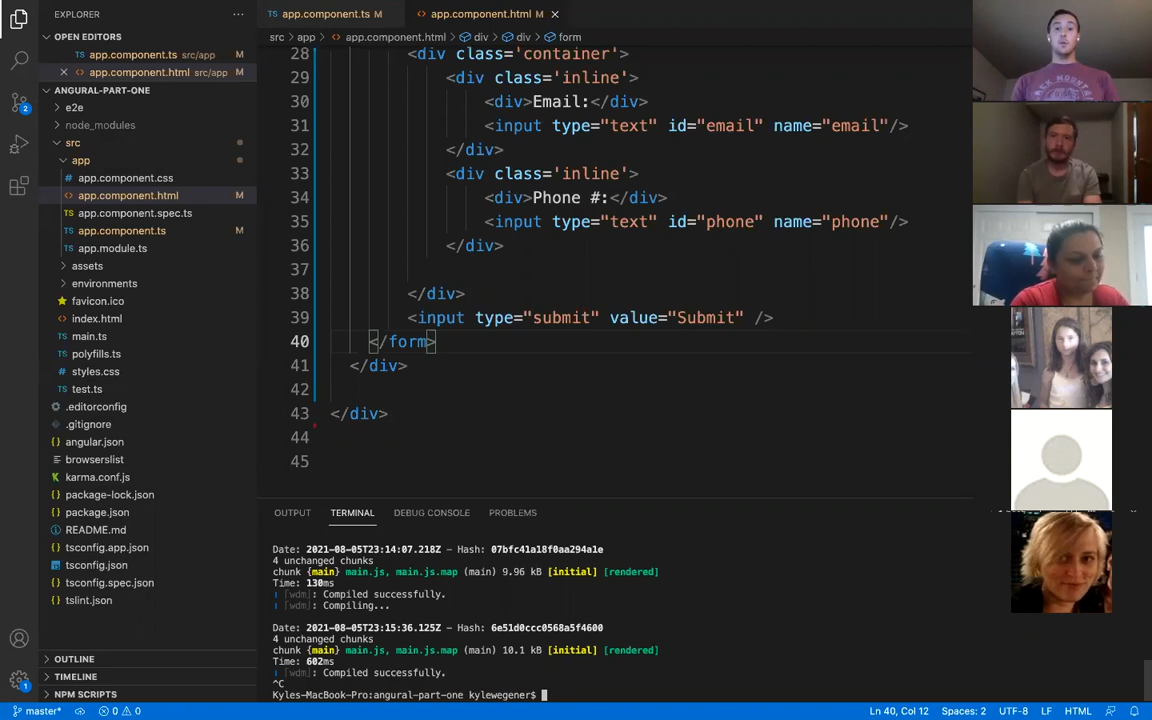 EXPLORER
OPEN EDITORS
app.component.ts src/app M
app.component.html src/app M
ANGURAL-PART-ONE
e2e
node_modules
src
app
app.component.css
app.component.html M
app.component.spec.ts
app.component.ts M
app.module.ts
assets
environments
favicon.ico
index.html
main.ts
polyfills.ts
styles.css
test.ts
.editorconfig
.gitignore
angular.json
browserslist
karma.conf.js
package-lock.json
package.json
README.md
tsconfig.app.json
tsconfig.json
tsconfig.spec.json
tslint.json
OUTLINE
TIMELINE
NPM SCRIPTS
2
1
app.component.ts M
app.component.html M
src > app > app.component.html > div > div > form
28 <div class='container'>
29 <div class='inline'>
30 <div>Email:</div>
31 <input type="text" id="email" name="email"/>
32 </div>
33 <div class='inline'>
34 <div>Phone #:</div>
35 <input type="text" id="phone" name="phone"/>
36 </div>
37
38 </div>
39 <input type="submit" value="Submit" />
40 </form>
41 </div>
42
43 </div>
44
45
OUTPUT TERMINAL DEBUG CONSOLE PROBLEMS
Date: 2021-08-05T23:14:07.218Z – Hash: 07bfc41a18f0aa294a1e
4 unchanged chunks
chunk {main} main.js, main.js.map (main) 9.96 kB [initial] [rendered]
Time: 130ms
ℹ 「wdm」: Compiled successfully.
ℹ 「wdm」: Compiling...
Date: 2021-08-05T23:15:36.125Z – Hash: 6e51d0ccc0568a5f4600
4 unchanged chunks
chunk {main} main.js, main.js.map (main) 10.1 kB [initial] [rendered]
Time: 602ms
ℹ 「wdm」: Compiled successfully.
^C
Kyles-MacBook-Pro:angural-part-one kylewegener$
master* 0 0 Ln 40, Col 12 Spaces: 2 UTF-8 LF HTML